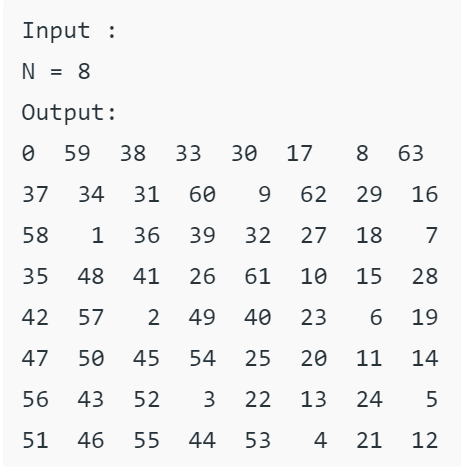 Input :
N = 8
Output:
0  59  38  33  30  17   8  63
37  34  31  60   9  62  29  16
58   1  36  39  32  27  18   7
35  48  41  26  61  10  15  28
42  57   2  49  40  23   6  19
47  50  45  54  25  20  11  14
56  43  52   3  22  13  24   5
51  46  55  44  53   4  21  12